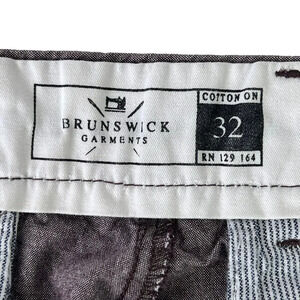 BRUNSWICK
GARMENTS
COTTON ON
32
RN 129 164